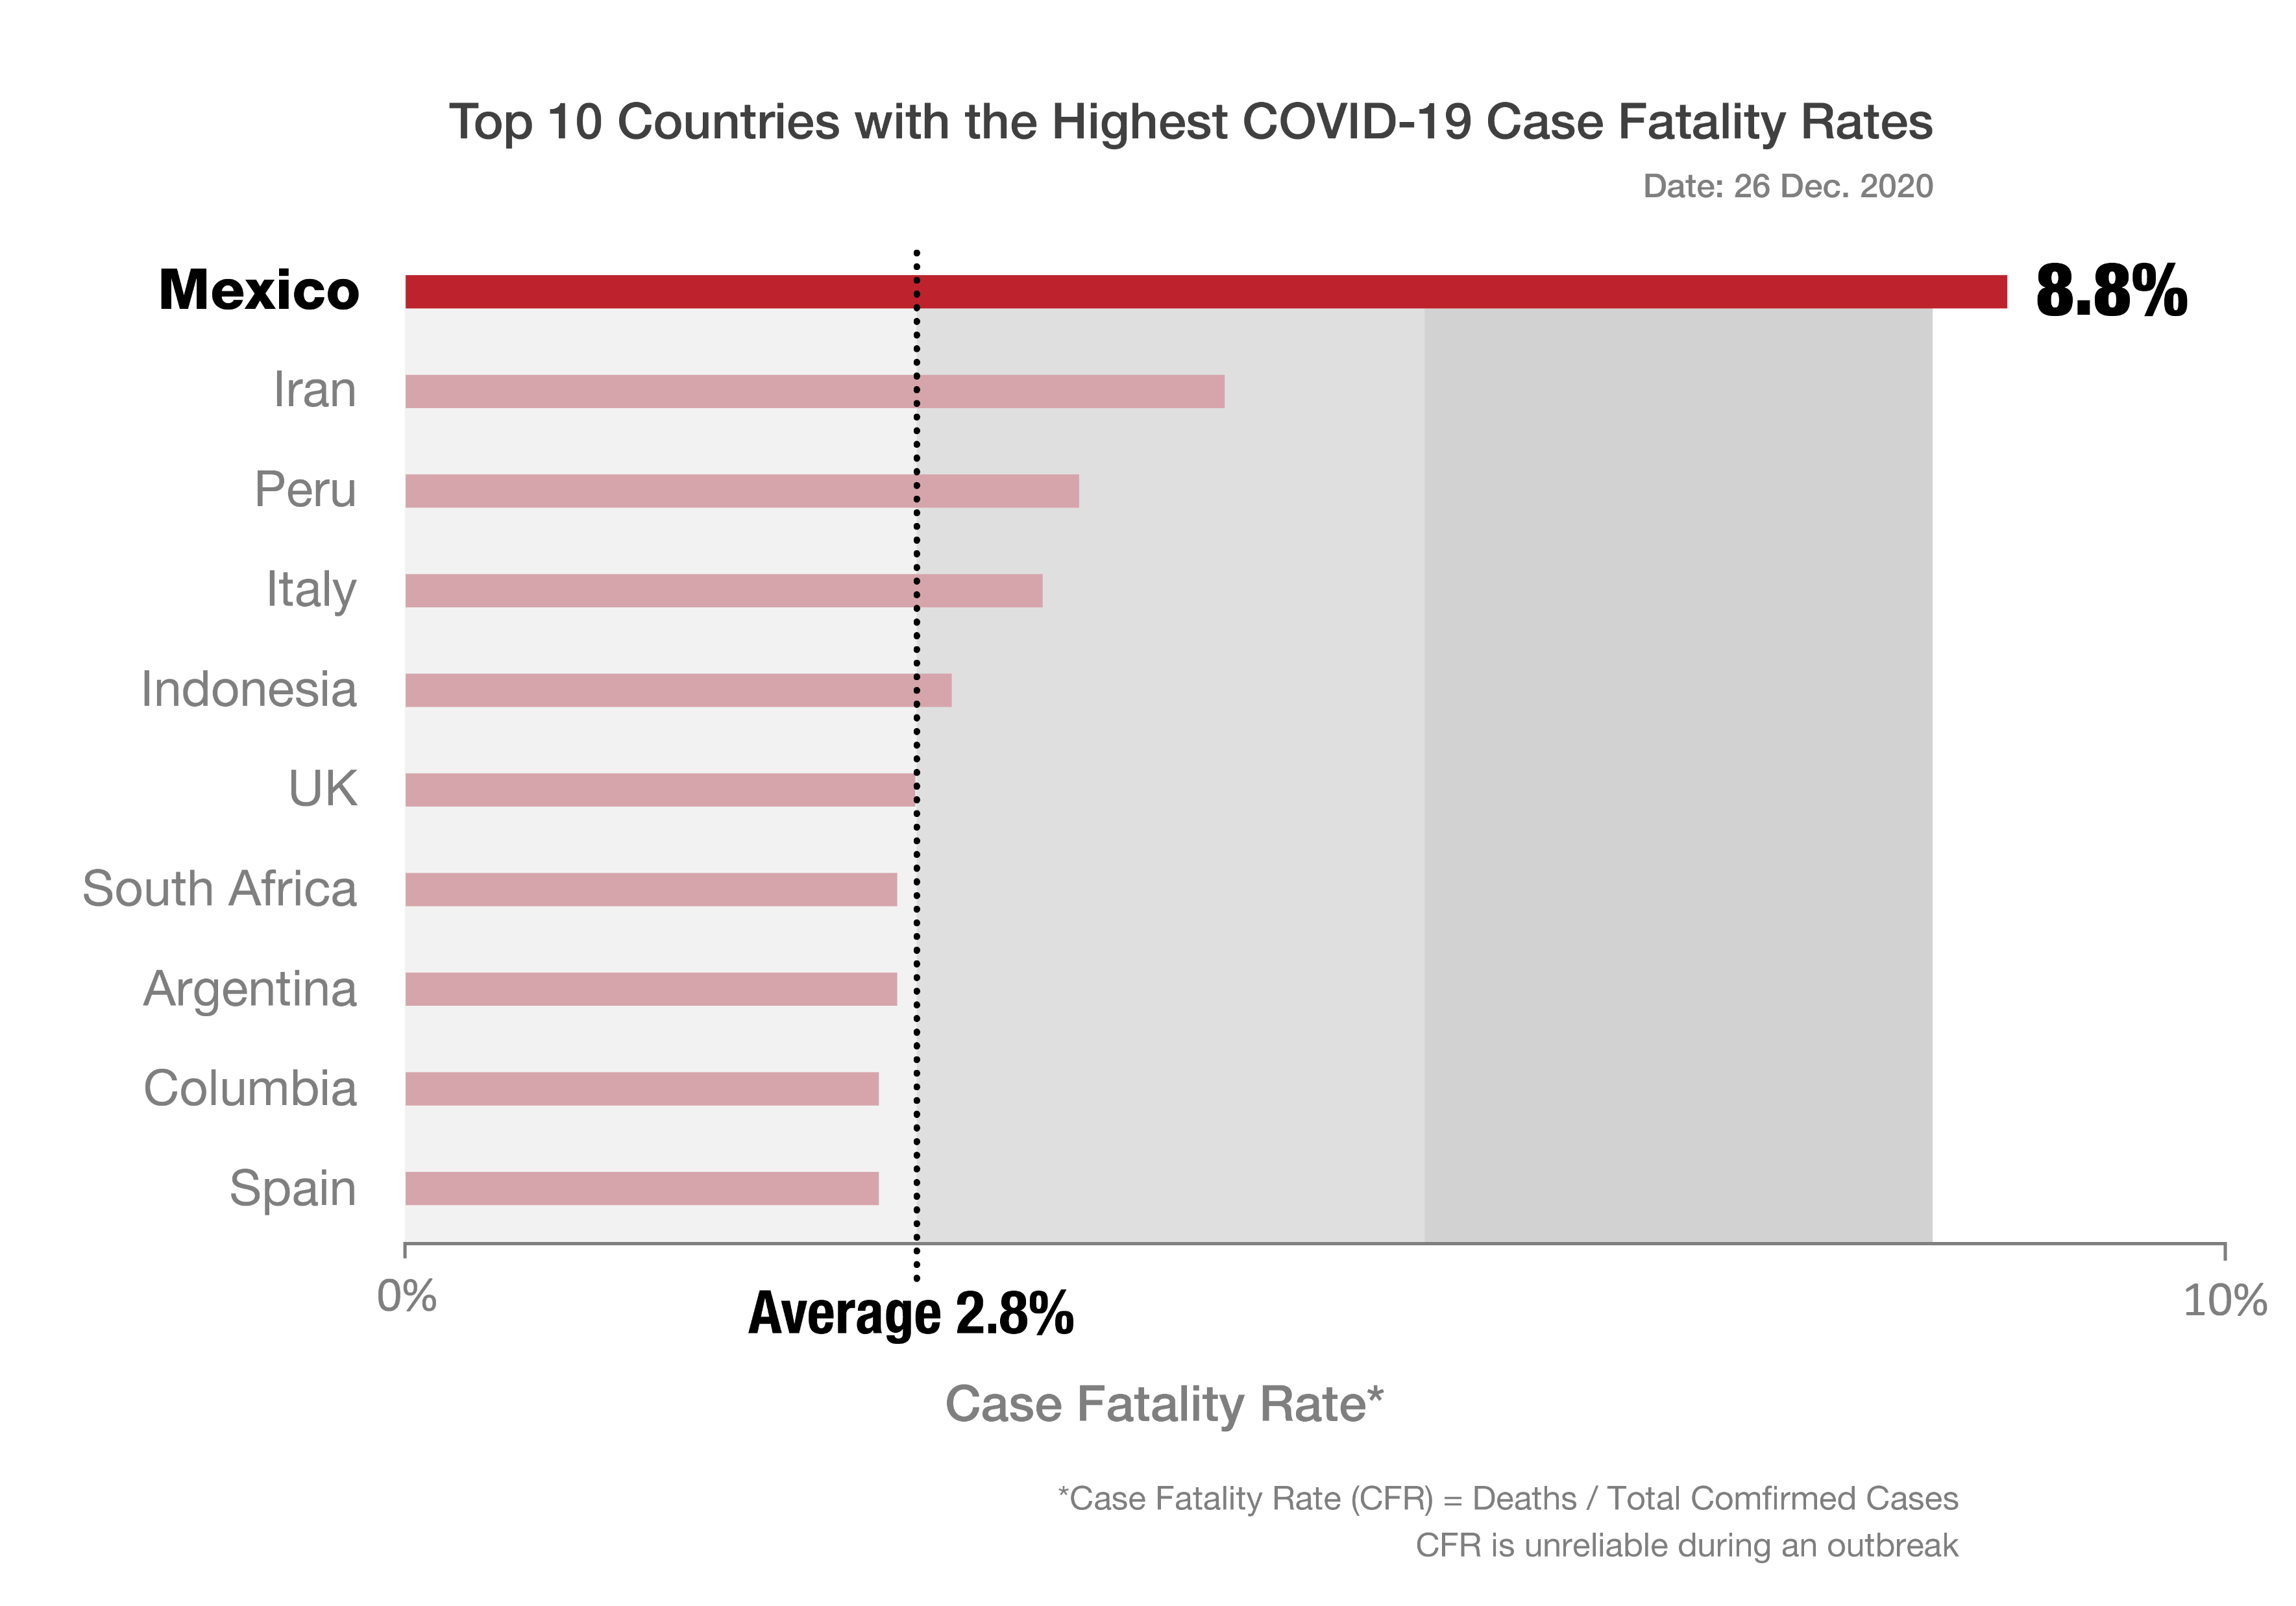 Top 10 Countries with the Highest COVID-19 Case Fatality Rates
Date: 26 Dec. 2020
Mexico
8.8%
Iran
Peru
Italy
Indonesia
UK
South Africa
Argentina
Columbia
Spain
0%
10%
Average 2.8%
Case Fatality Rate*
*Case Fatality Rate (CFR) = Deaths / Total Confirmed Cases
CFR is unreliable during an outbreak